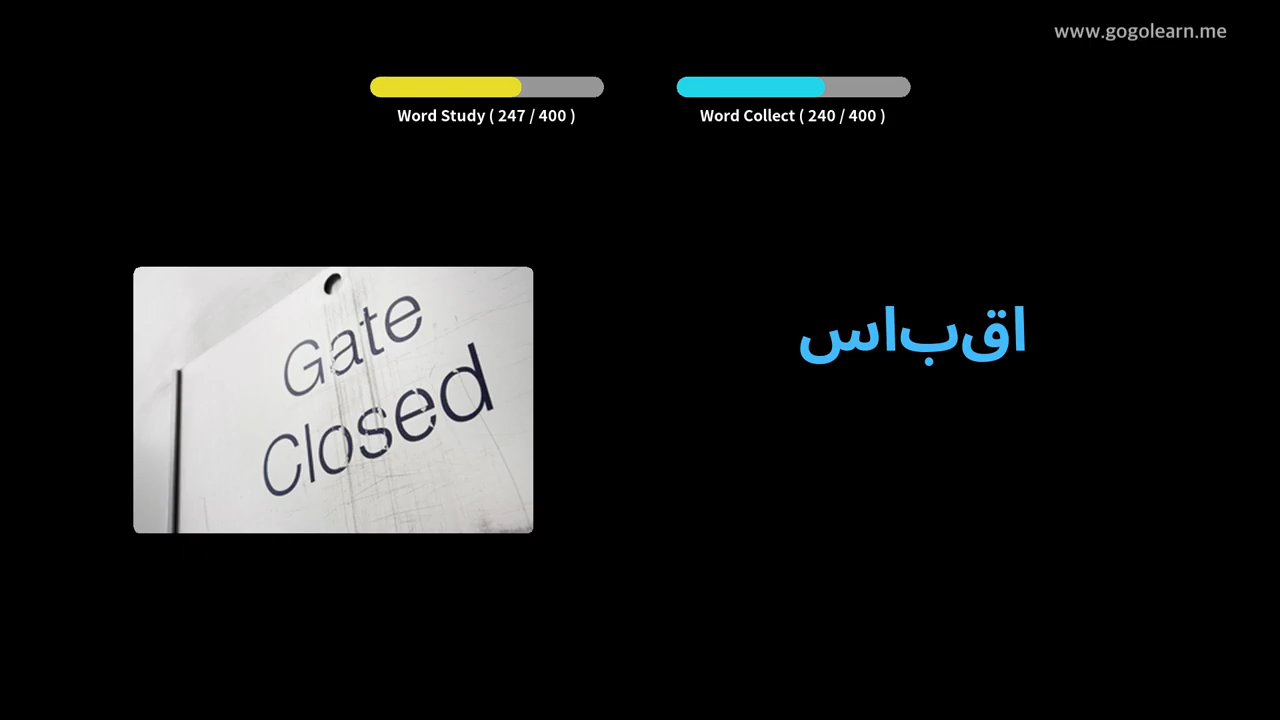 www.gogolearn.me
Word Study ( 247 / 400 )
Word Collect ( 240 / 400 )
Gate
Closed
اقباس